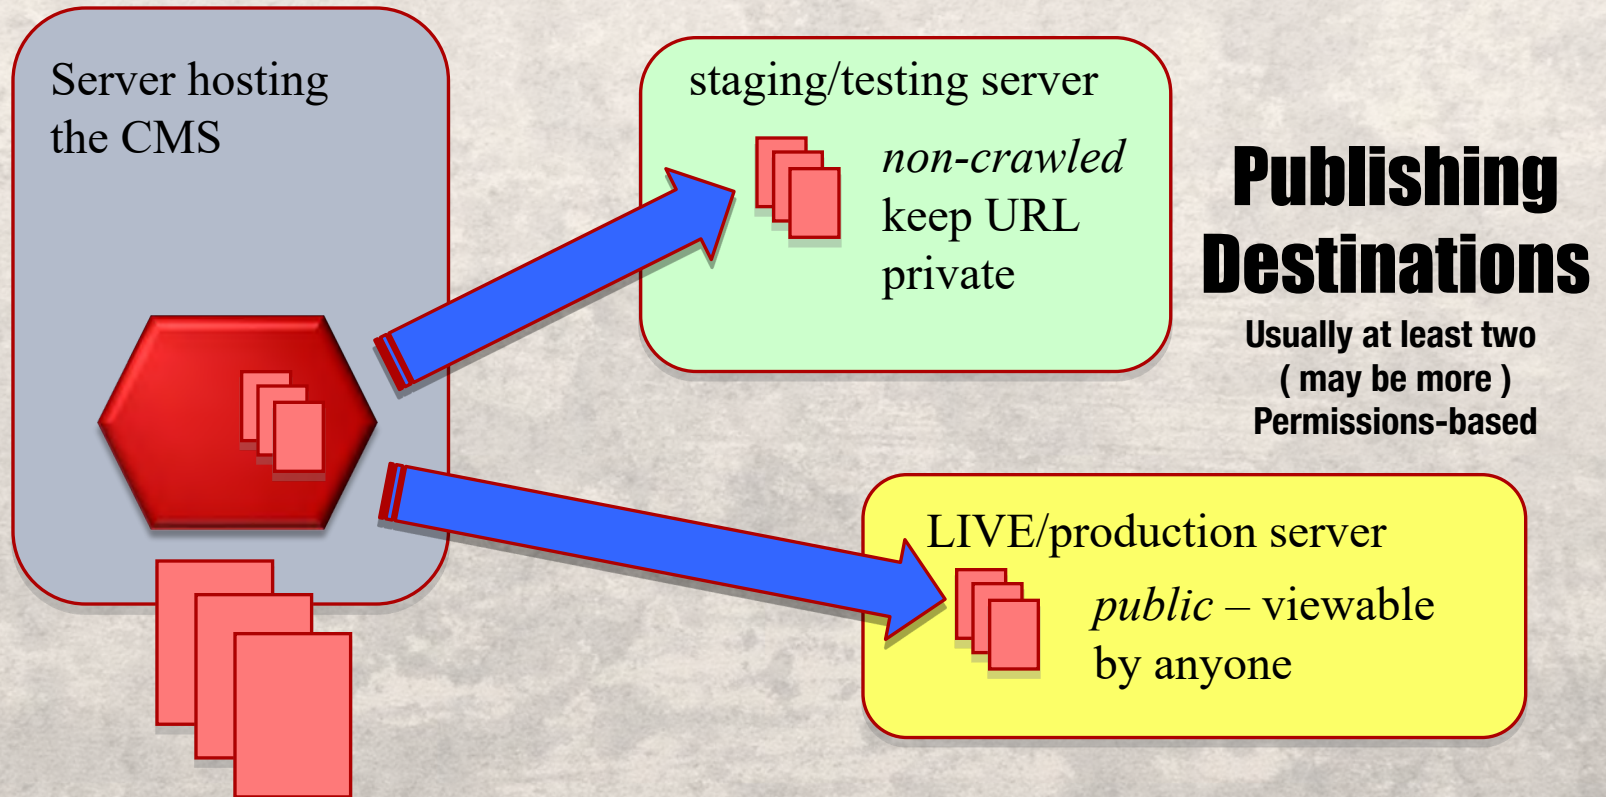 Server hosting
the CMS
staging/testing server
non-crawled
keep URL
private
Publishing
Destinations
Usually at least two
( may be more )
Permissions-based
LIVE/production server
public – viewable
by anyone